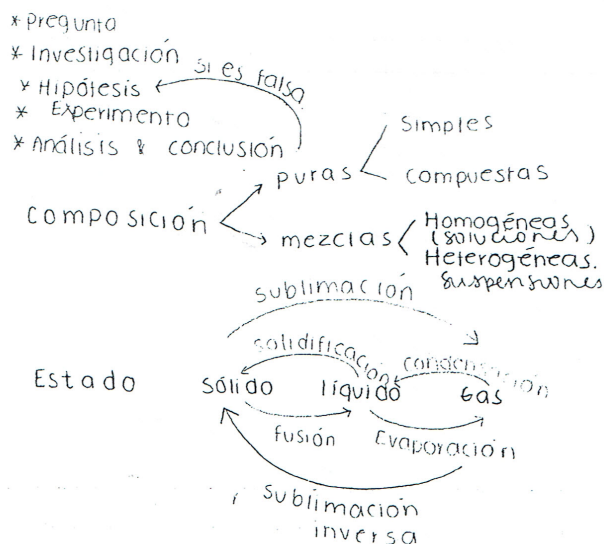 * Pregunta
* Investigación
si es falsa
* Hipótesis
* Experimento
* Análisis & conclusión
Simples
puras
compuestas
composición
mezclas
Homogéneas
(soluciones)
Heterogéneas.
suspensiones
sublimación
solidificación
condensación
Estado sólido líquido Gas
fusión
Evaporación
sublimación
inversa